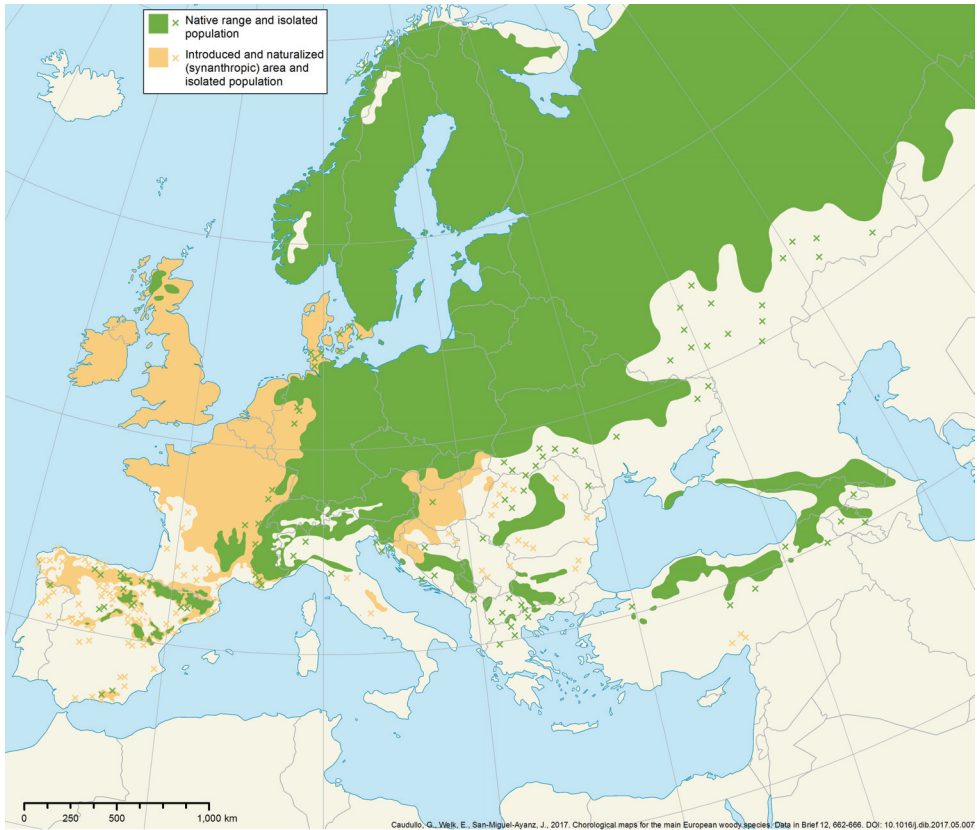 Native range and isolated
population
Introduced and naturalized
(synanthropic) area and
isolated population
0 250 500 1,000 km
Caudullo, G., Welk, E., San-Miguel-Ayanz, J., 2017. Chorological maps for the main European woody species. Data in Brief 12, 662-666. DOI: 10.1016/j.dib.2017.05.007